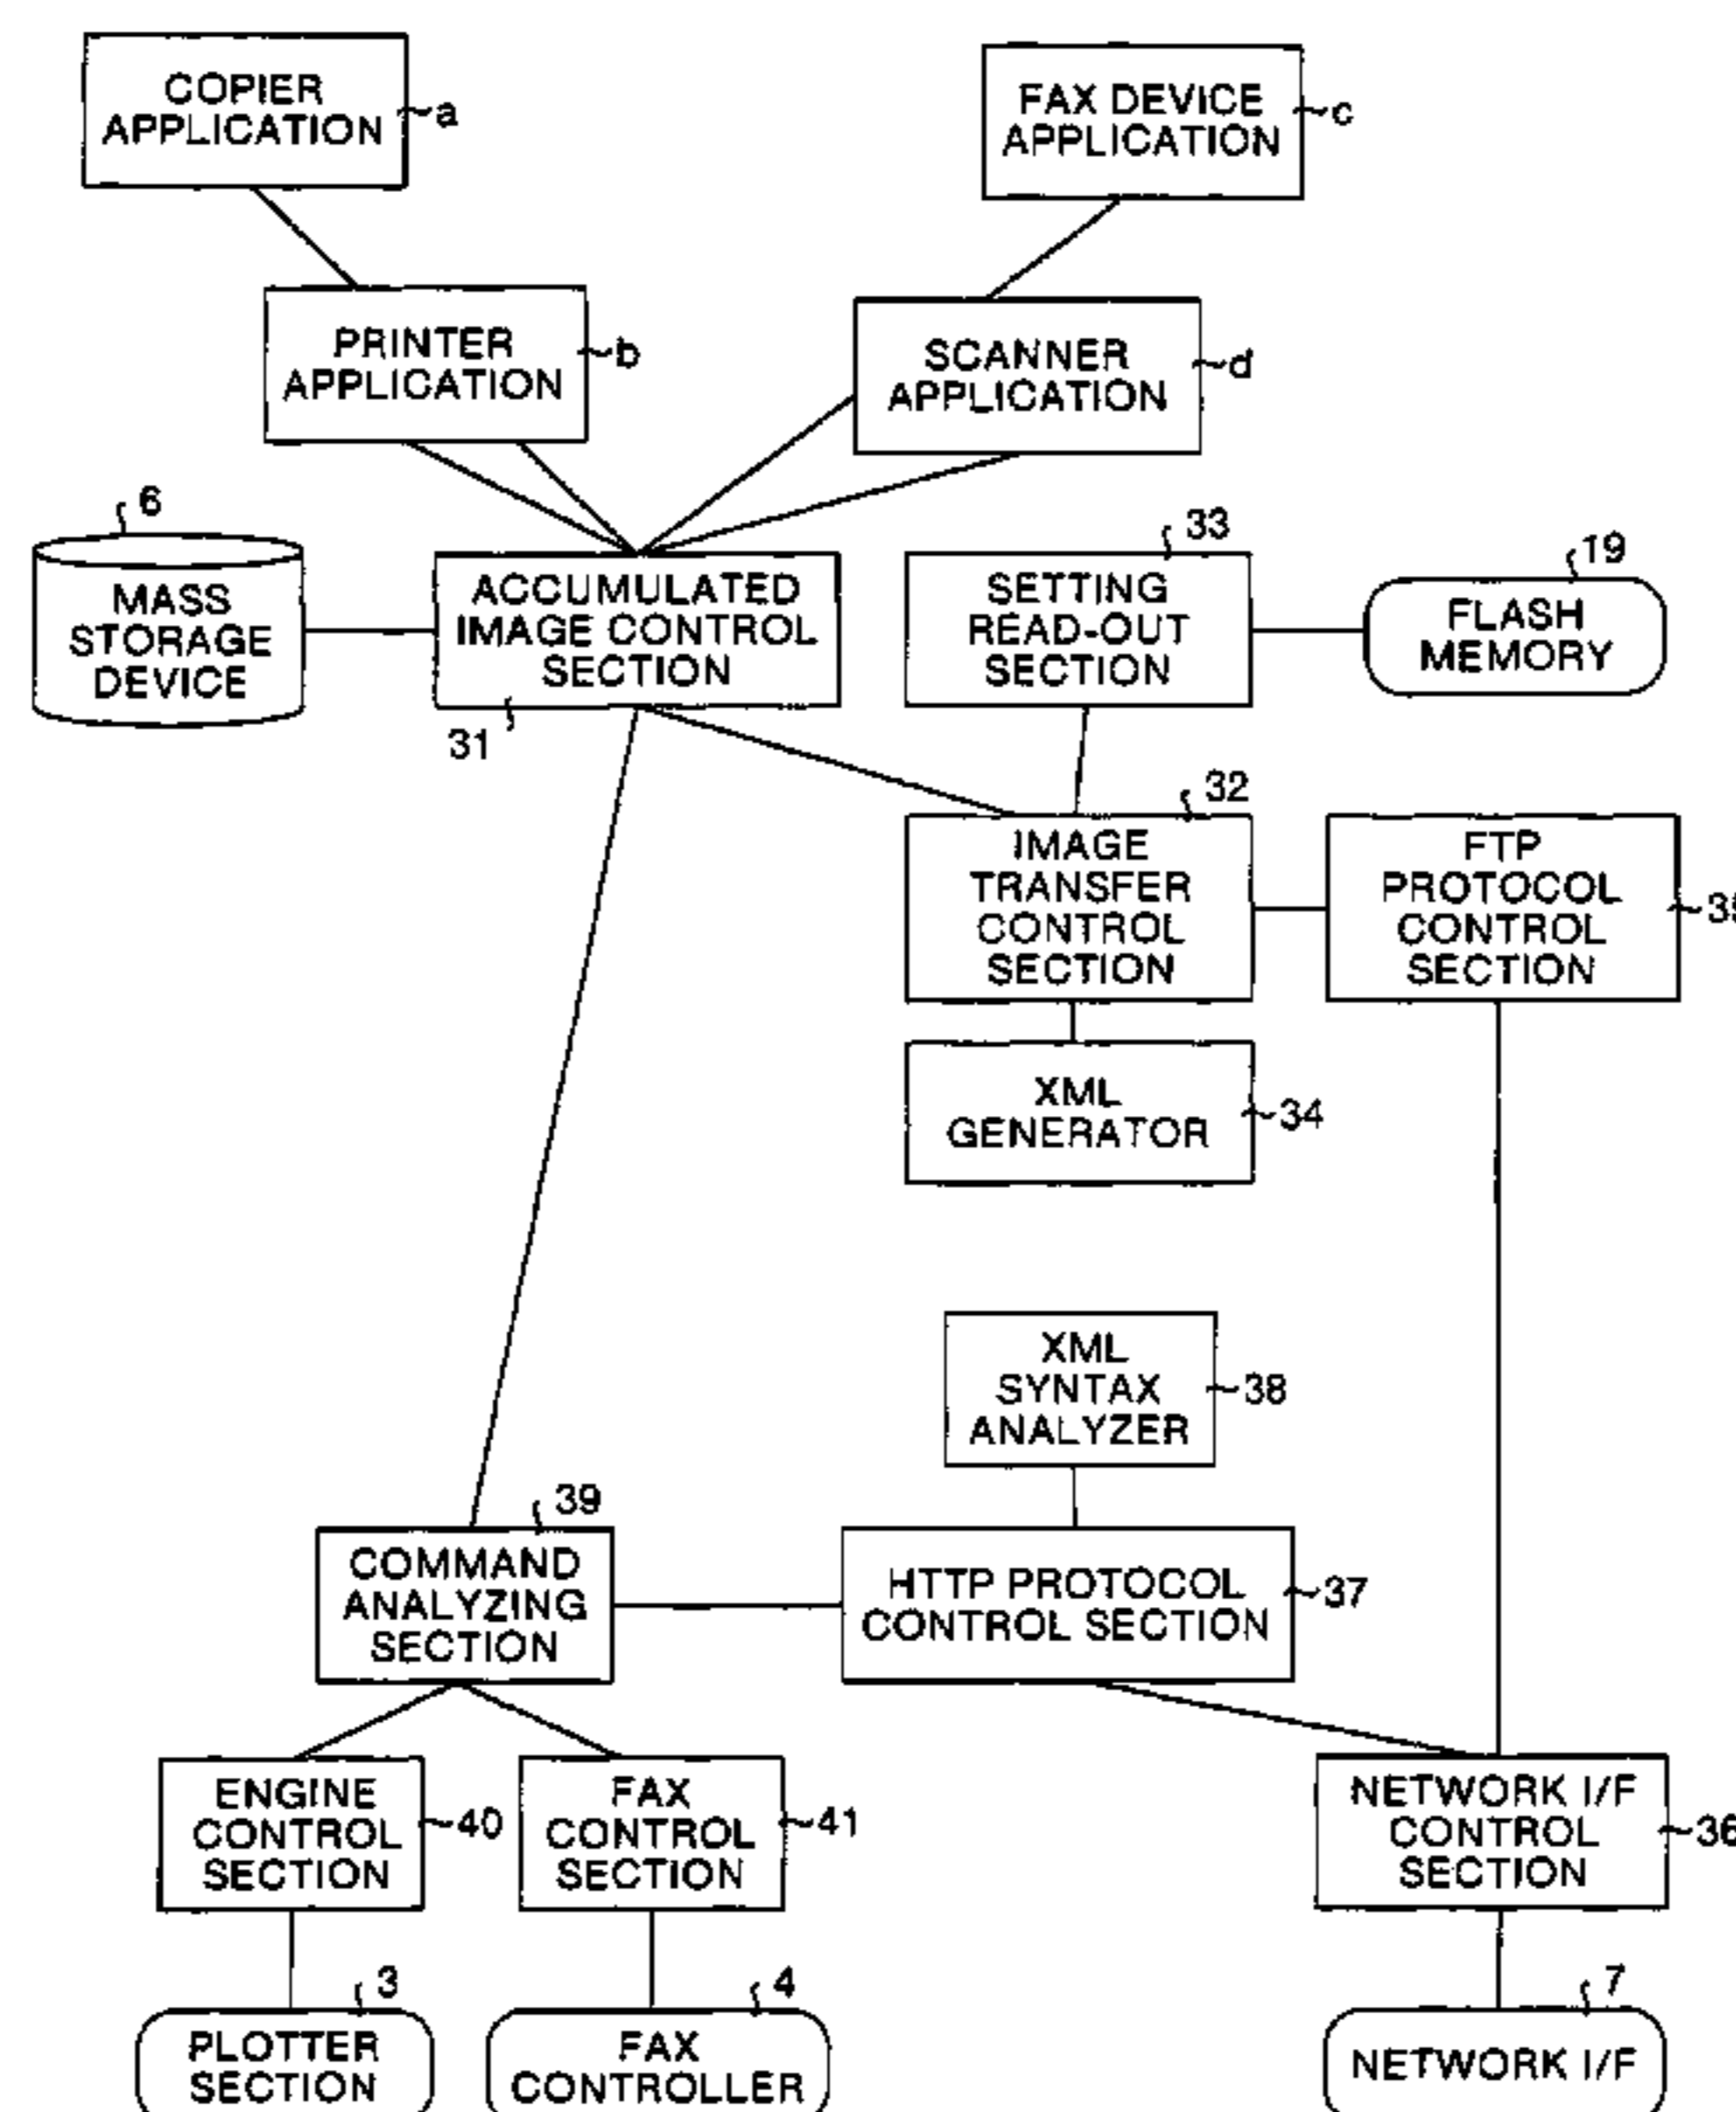 COPIER
APPLICATION
a
FAX DEVICE
APPLICATION
c
PRINTER
APPLICATION
b
SCANNER
APPLICATION
d
6
MASS
STORAGE
DEVICE
ACCUMULATED
IMAGE CONTROL
SECTION
31
33
SETTING
READ-OUT
SECTION
19
FLASH
MEMORY
32
IMAGE
TRANSFER
CONTROL
SECTION
FTP
PROTOCOL
CONTROL
SECTION
XML
GENERATOR
34
XML
SYNTAX
ANALYZER
38
39
COMMAND
ANALYZING
SECTION
HTTP PROTOCOL
CONTROL SECTION
37
ENGINE
CONTROL
SECTION
40
FAX
CONTROL
SECTION
41
NETWORK I/F
CONTROL
SECTION
36
3
PLOTTER
SECTION
4
FAX
CONTROLLER
7
NETWORK I/F